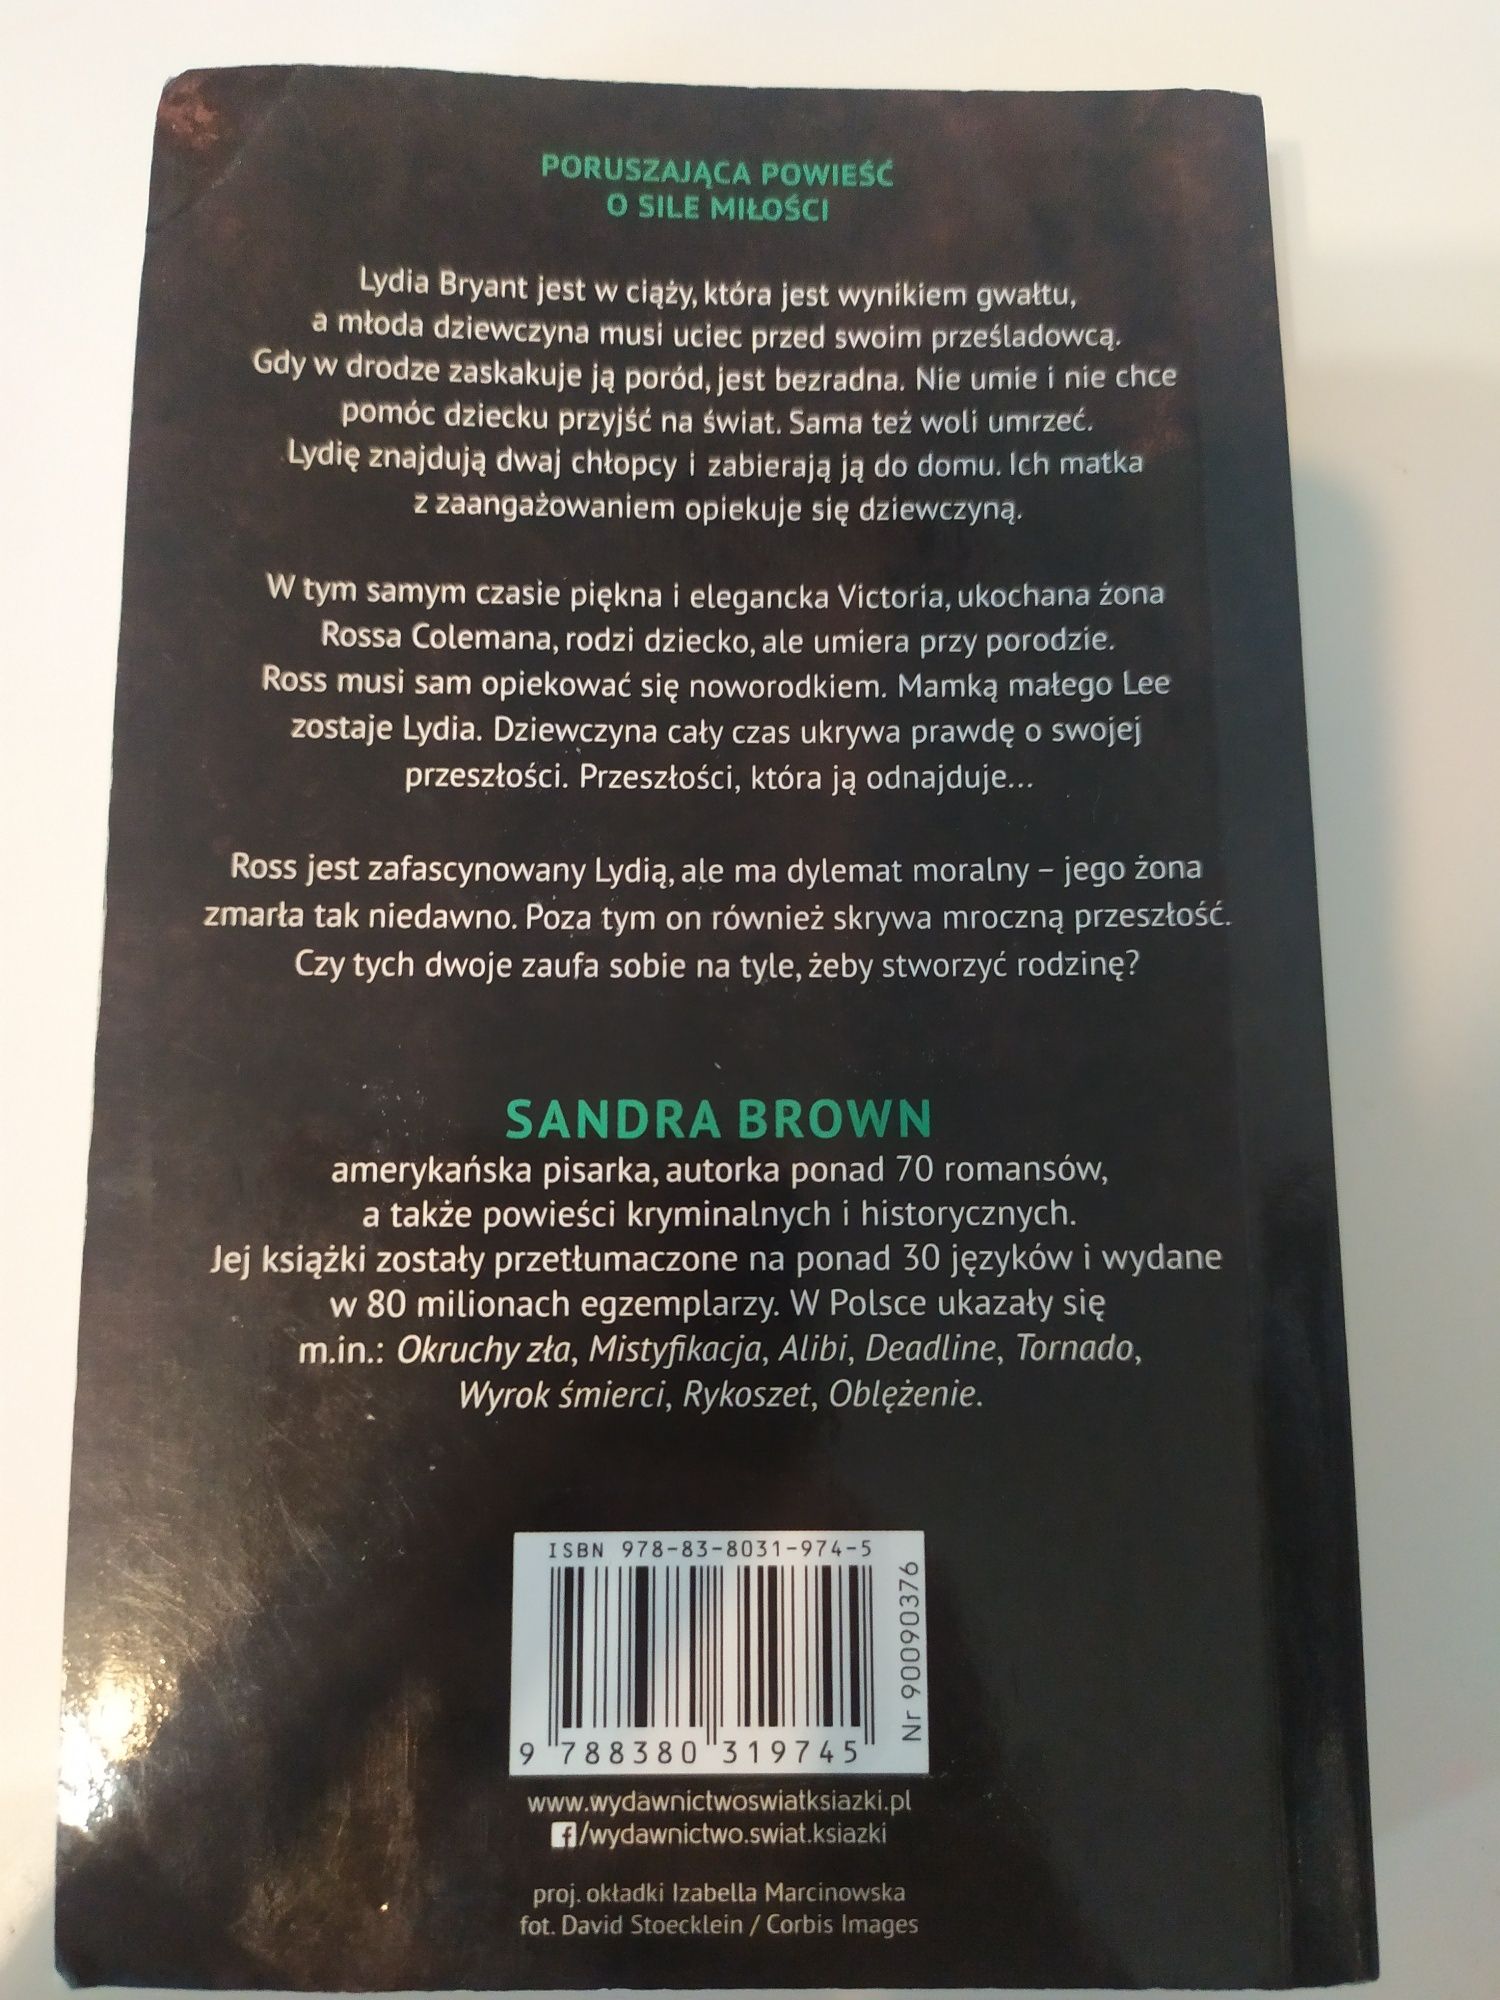 PORUSZAJĄCA POWIEŚĆ
O SILE MIŁOŚCI
Lydia Bryant jest w ciąży, która jest wynikiem gwałtu,
a młoda dziewczyna musi uciec przed swoim prześladowcą.
Gdy w drodze zaskakuje ją poród, jest bezradna. Nie umie i nie chce
pomóc dziecku przyjść na świat. Sama też woli umrzeć.
Lydię znajdują dwaj chłopcy i zabierają ją do domu. Ich matka
z zaangażowaniem opiekuje się dziewczyną.
W tym samym czasie piękna i elegancka Victoria, ukochana żona
Rossa Colemana, rodzi dziecko, ale umiera przy porodzie.
Ross musi sam opiekować się noworodkiem. Mamką małego Lee
zostaje Lydia. Dziewczyna cały czas ukrywa prawdę o swojej
przeszłości. Przeszłości, która ją odnajduje...
Ross jest zafascynowany Lydią, ale ma dylemat moralny – jego żona
zmarła tak niedawno. Poza tym on również skrywa mroczną przeszłość.
Czy tych dwoje zaufa sobie na tyle, żeby stworzyć rodzinę?
SANDRA BROWN
amerykańska pisarka, autorka ponad 70 romansów,
a także powieści kryminalnych i historycznych.
Jej książki zostały przetłumaczone na ponad 30 języków i wydane
w 80 milionach egzemplarzy. W Polsce ukazały się
m.in.: Okruchy zła, Mistyfikacja, Alibi, Deadline, Tornado,
Wyrok śmierci, Rykoszet, Oblężenie.
ISBN 978-83-8031-974-5
9 788380 319745
Nr 90090376
www.wydawnictwoswiatksiazki.pl
f/wydawnictwo.swiat.ksiazki
proj. okładki Izabella Marcinowska
fot. David Stoecklein / Corbis Images